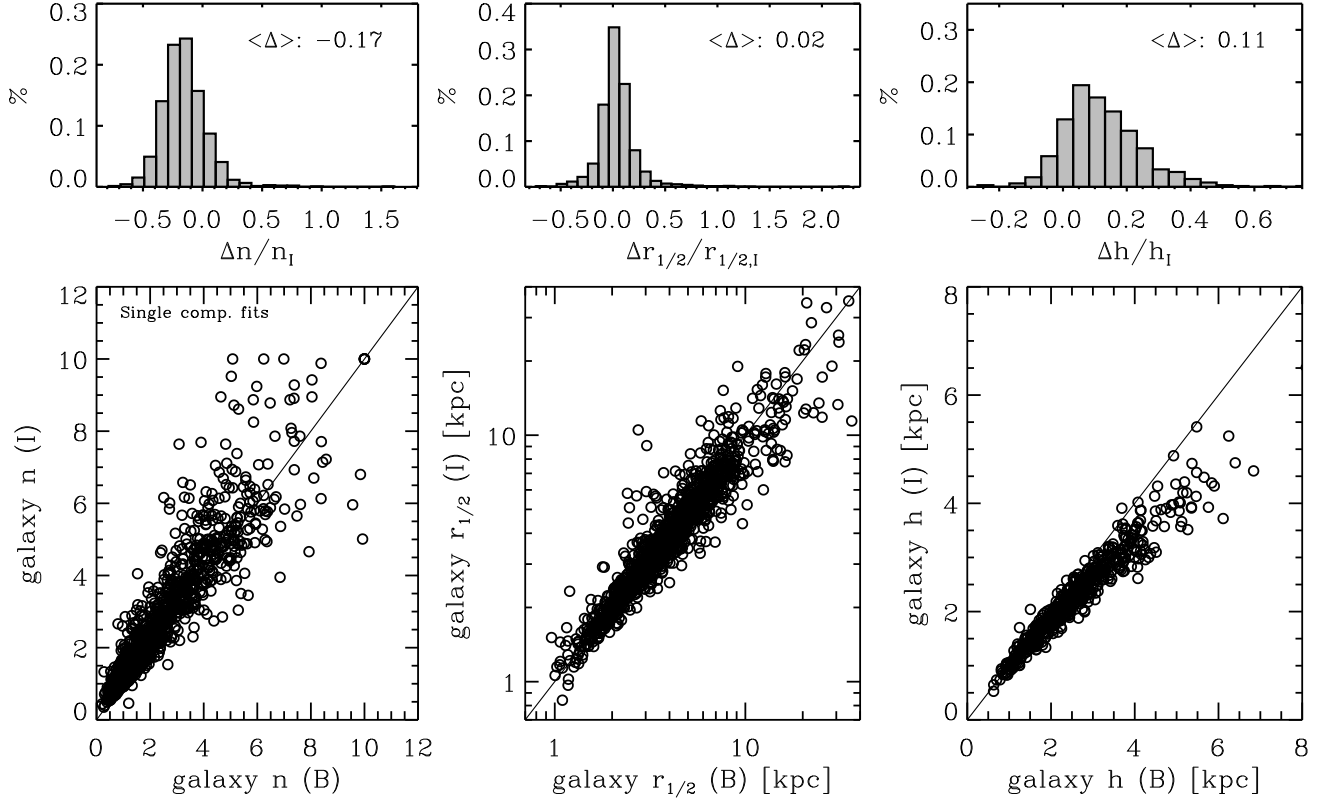 0.3
0.2
0.1
0.0
%
<Δ>: −0.17
−0.5 0.0 0.5 1.0 1.5
Δn/n_I
0.4
0.3
0.2
0.1
0.0
%
<Δ>: 0.02
−0.5 0.0 0.5 1.0 1.5 2.0
Δr_1/2/r_1/2,I
0.3
0.2
0.1
0.0
%
<Δ>: 0.11
−0.2 0.0 0.2 0.4 0.6
Δh/h_I
12
10
8
6
4
2
0
galaxy n (I)
Single comp. fits
0 2 4 6 8 10 12
galaxy n (B)
10
1
galaxy r_1/2 (I) [kpc]
1 10
galaxy r_1/2 (B) [kpc]
8
6
4
2
0
galaxy h (I) [kpc]
0 2 4 6 8
galaxy h (B) [kpc]